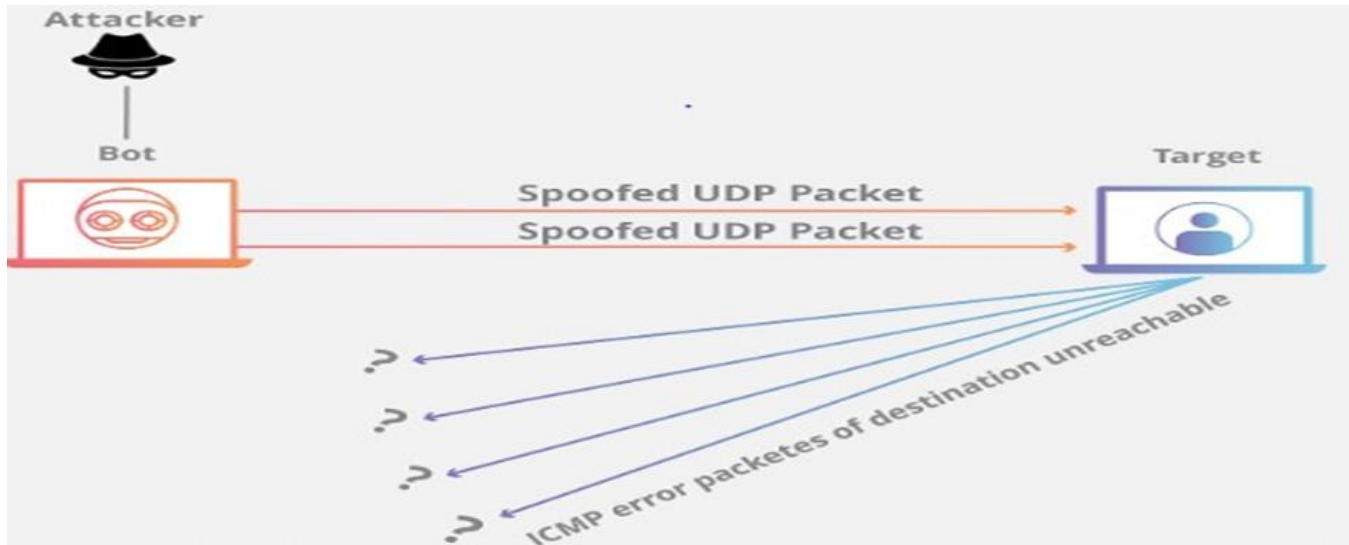 Attacker
Bot
Target
Spoofed UDP Packet
Spoofed UDP Packet
?
?
?
?
ICMP error packetes of destination unreachable